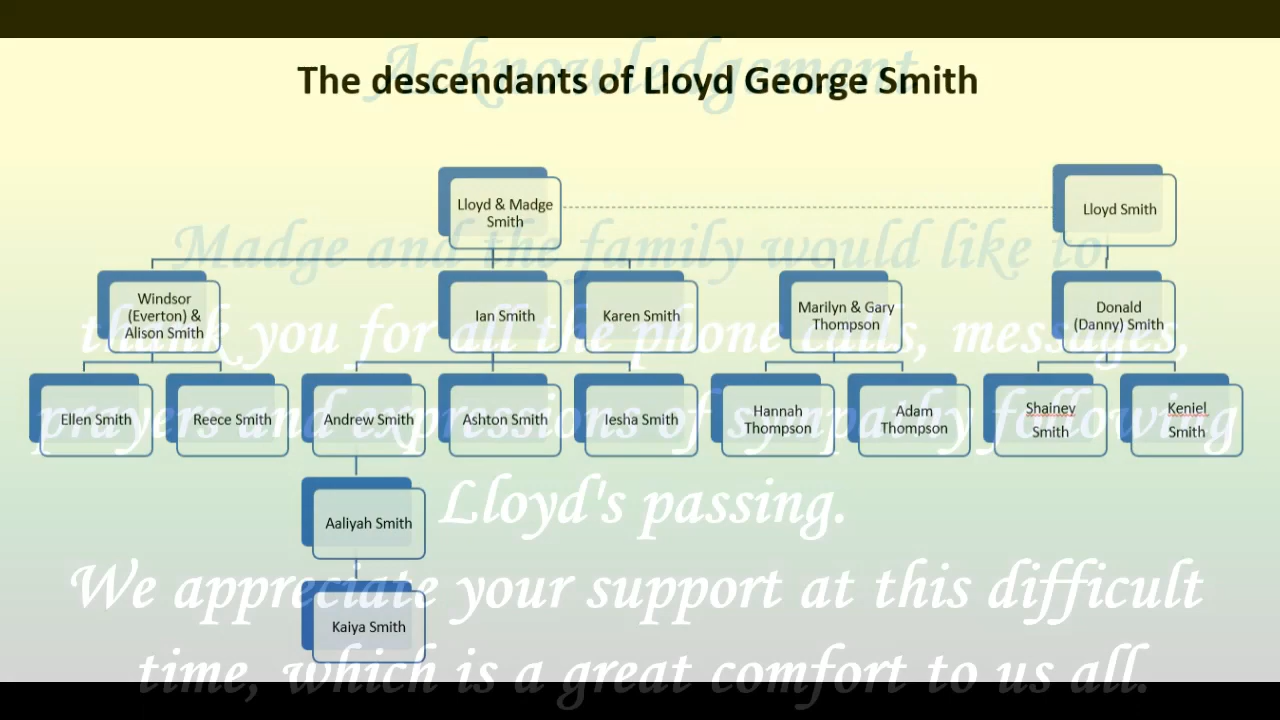 Acknowledgement
The descendants of Lloyd George Smith
Lloyd & Madge
Smith
Lloyd Smith
Madge and the family would like to
thank you for all the phone calls, messages,
prayers and expressions of sympathy following
Lloyd's passing.
We appreciate your support at this difficult
time, which is a great comfort to us all.
Windsor
(Everton) &
Alison Smith
Ian Smith
Karen Smith
Marilyn & Gary
Thompson
Donald
(Danny) Smith
Ellen Smith
Reece Smith
Andrew Smith
Ashton Smith
Iesha Smith
Hannah
Thompson
Adam
Thompson
Shainey
Smith
Keniel
Smith
Aaliyah Smith
Kaiya Smith